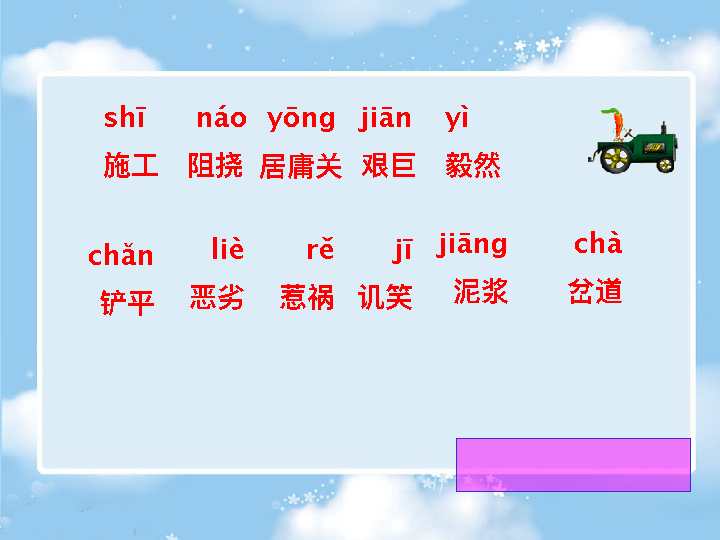 shī náo yōng jiān yì
施工 阻挠 居庸关 艰巨 毅然
chǎn liè rě jī jiāng chà
铲平 恶劣 惹祸 讥笑 泥浆 岔道